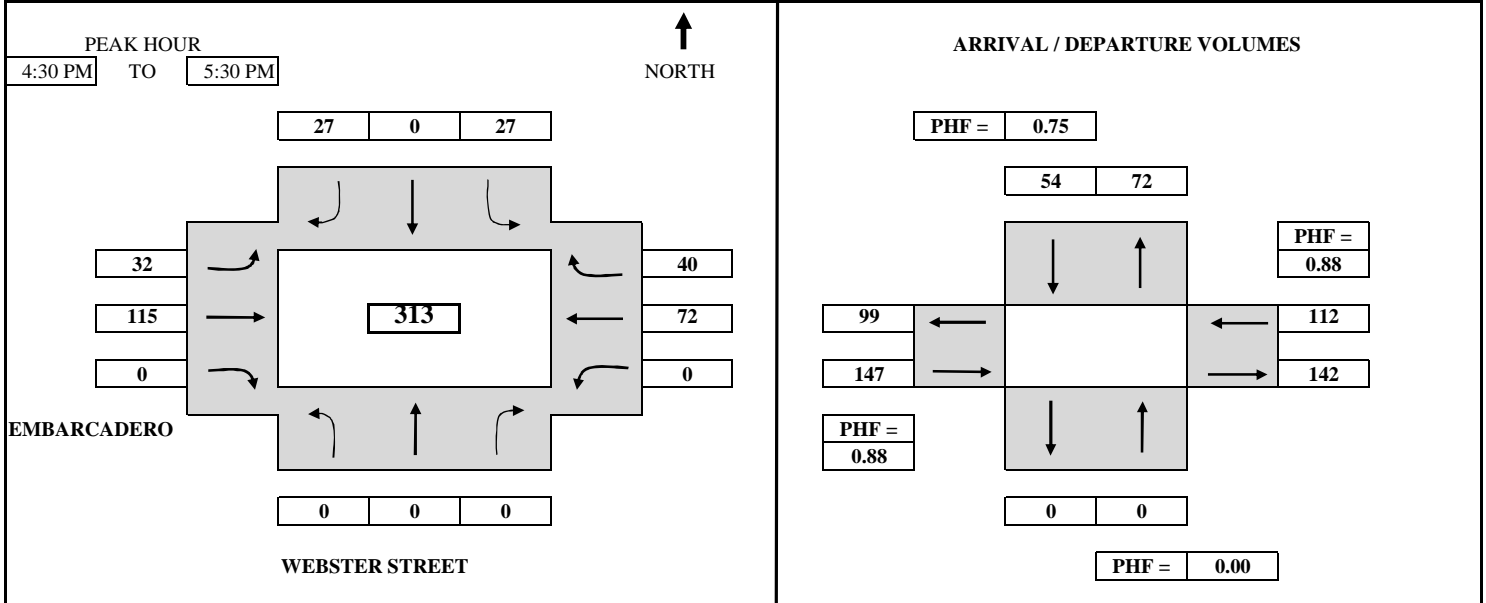 PEAK HOUR
4:30 PM TO 5:30 PM
NORTH
27 0 27
32
115
0
313
40
72
0
EMBARCADERO
0 0 0
WEBSTER STREET
ARRIVAL / DEPARTURE VOLUMES
PHF = 0.75
54 72
PHF =
0.88
99
147
112
142
PHF =
0.88
0 0
PHF = 0.00